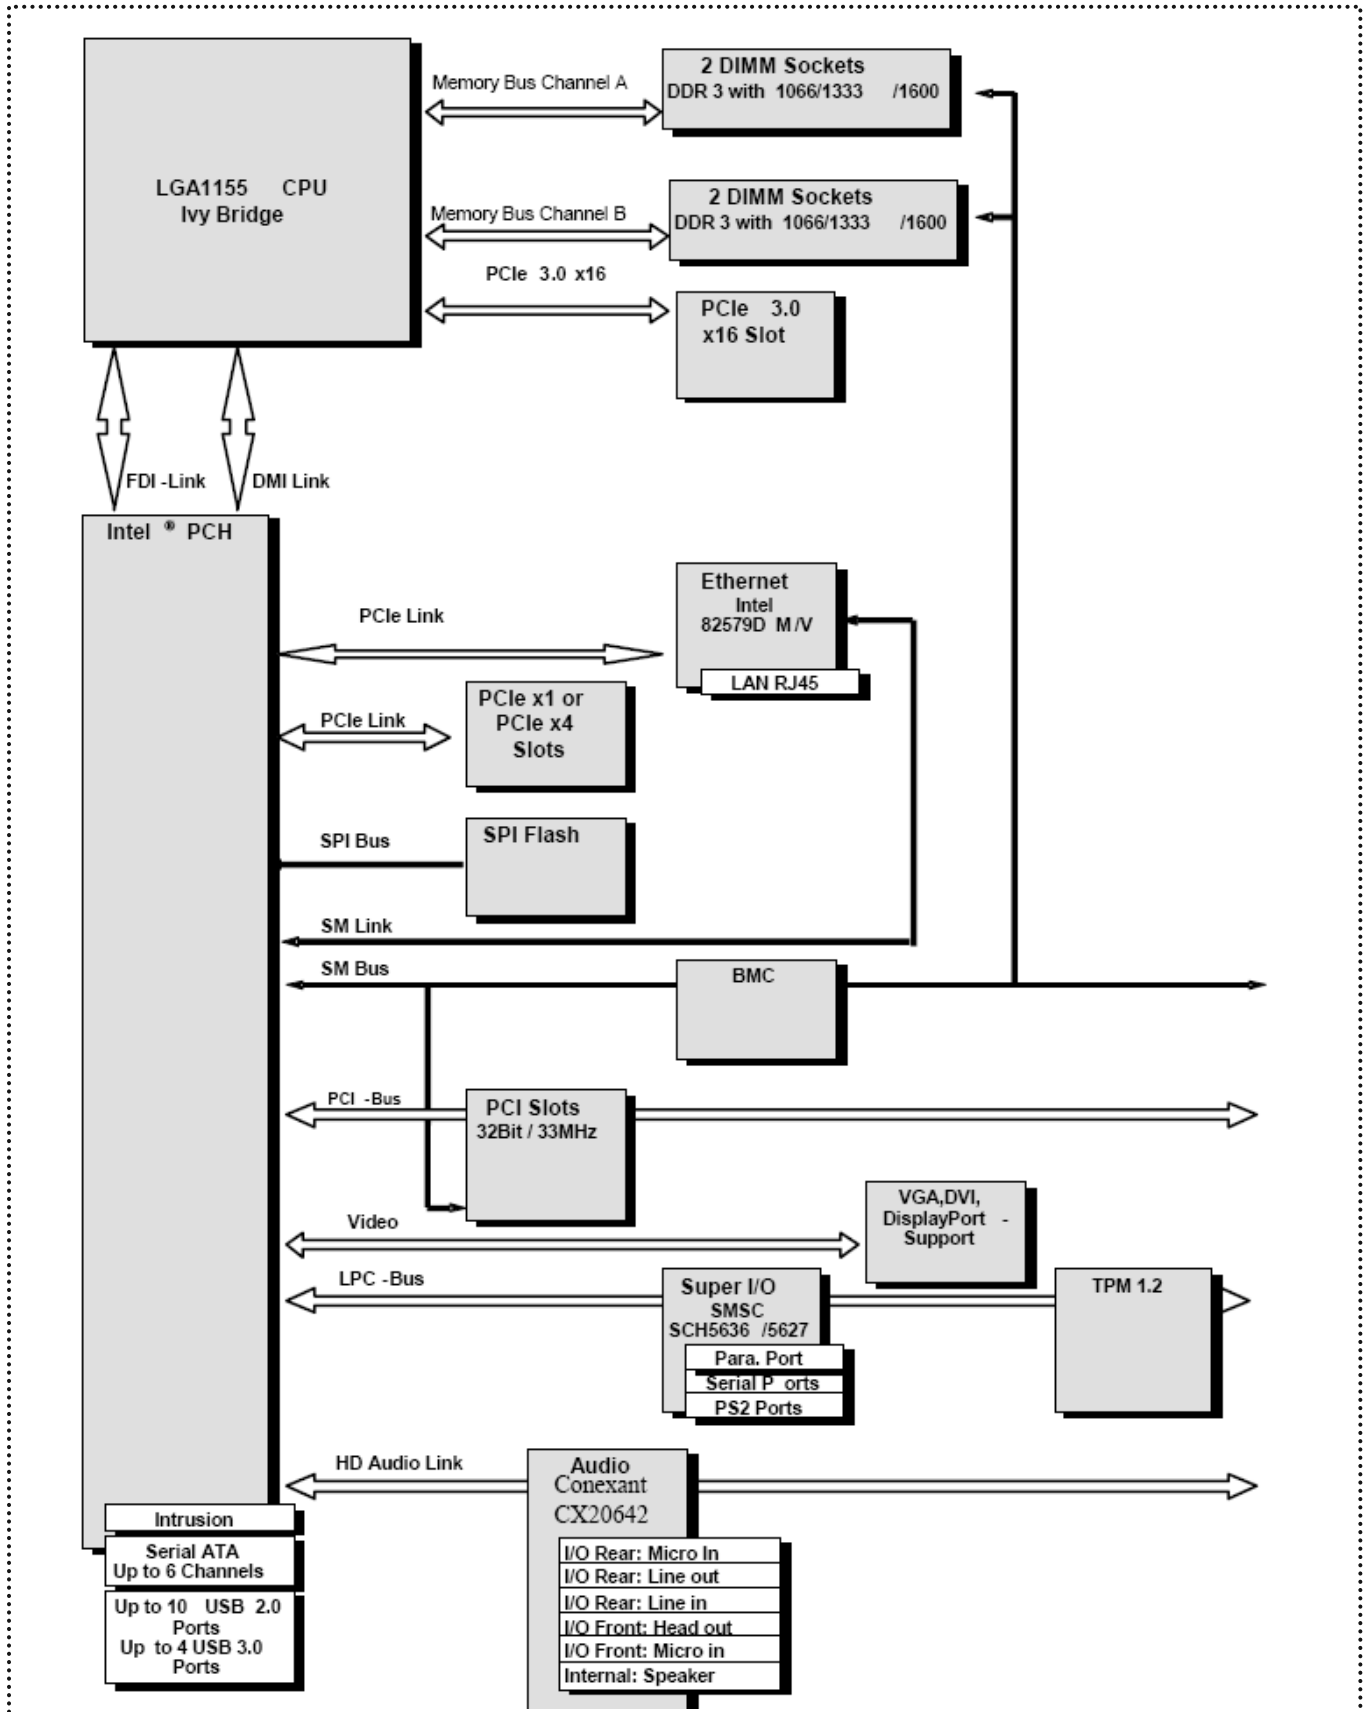 Memory Bus Channel A
2 DIMM Sockets
DDR 3 with 1066/1333 /1600
LGA1155 CPU
Ivy Bridge
Memory Bus Channel B
2 DIMM Sockets
DDR 3 with 1066/1333 /1600
PCIe 3.0 x16
PCIe 3.0
x16 Slot
FDI -Link
DMI Link
Intel ® PCH
Ethernet
Intel
82579D M/V
LAN RJ45
PCIe Link
PCIe Link
PCIe x1 or
PCIe x4
Slots
SPI Bus
SPI Flash
SM Link
SM Bus
BMC
PCI -Bus
PCI Slots
32Bit / 33MHz
Video
VGA,DVI,
DisplayPort -
Support
LPC -Bus
Super I/O
SMSC
SCH5636 /5627
Para. Port
Serial P orts
PS2 Ports
TPM 1.2
HD Audio Link
Audio
Conexant
CX20642
I/O Rear: Micro In
I/O Rear: Line out
I/O Rear: Line in
I/O Front: Head out
I/O Front: Micro in
Internal: Speaker
Intrusion
Serial ATA
Up to 6 Channels
Up to 10 USB 2.0
Ports
Up to 4 USB 3.0
Ports